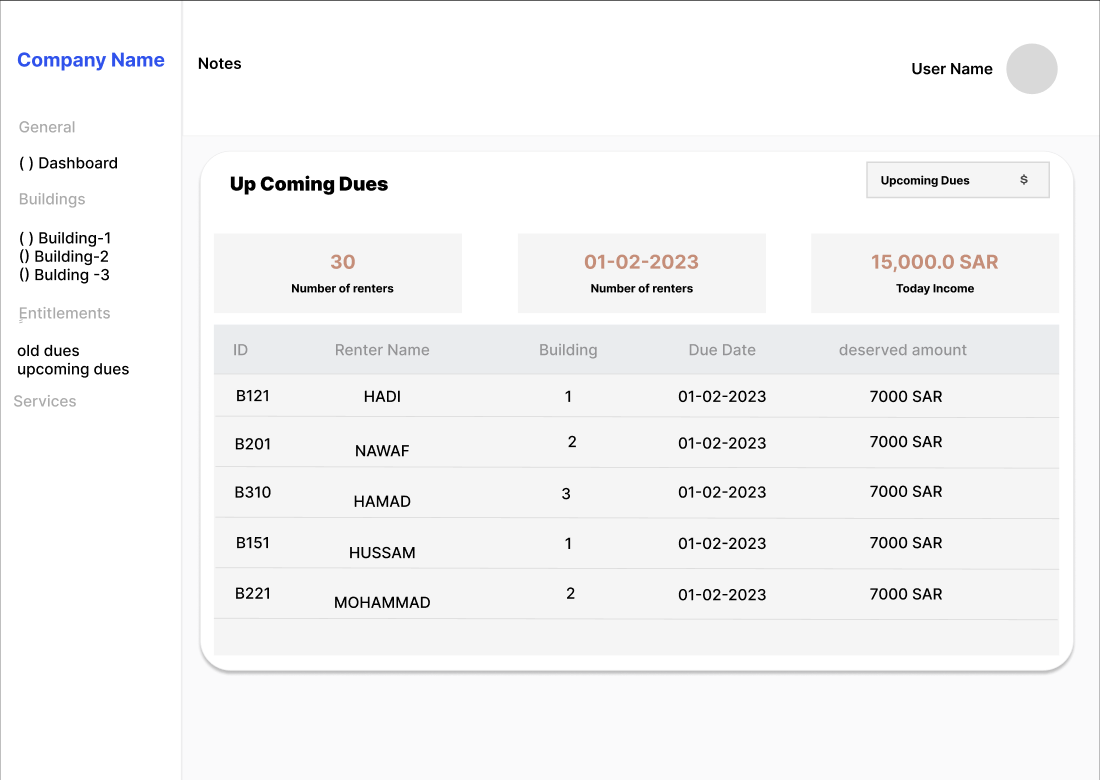 Company Name
Notes
User Name
General
( ) Dashboard
Buildings
( ) Building-1
() Building-2
() Bulding -3
Entitlements
old dues
upcoming dues
Services
Up Coming Dues
Upcoming Dues $
30
Number of renters
01-02-2023
Number of renters
15,000.0 SAR
Today Income
ID Renter Name Building Due Date deserved amount
B121 HADI 1 01-02-2023 7000 SAR
B201 NAWAF 2 01-02-2023 7000 SAR
B310 HAMAD 3 01-02-2023 7000 SAR
B151 HUSSAM 1 01-02-2023 7000 SAR
B221 MOHAMMAD 2 01-02-2023 7000 SAR